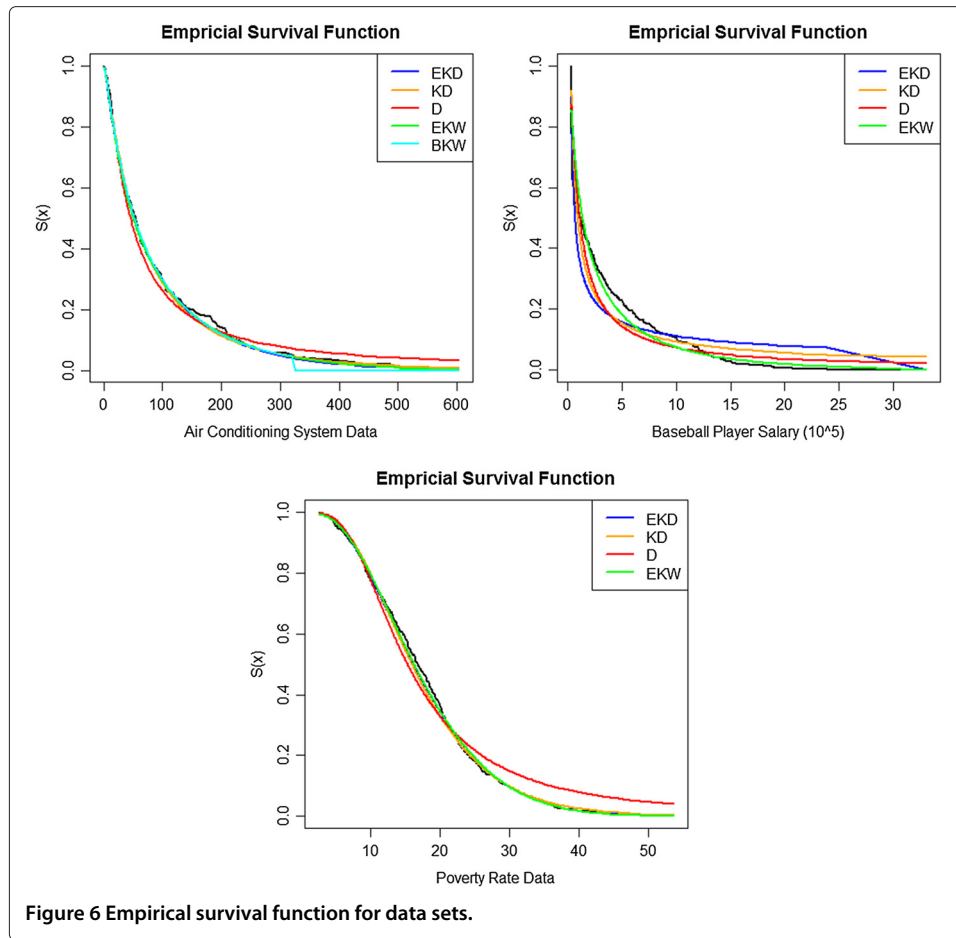 Empricial Survival Function
S(x)
1.0
0.8
0.6
0.4
0.2
0.0
EKD
KD
D
EKW
BKW
0 100 200 300 400 500 600
Air Conditioning System Data
Empricial Survival Function
S(x)
1.0
0.8
0.6
0.4
0.2
0.0
EKD
KD
D
EKW
0 5 10 15 20 25 30
Baseball Player Salary (10^5)
Empricial Survival Function
S(x)
1.0
0.8
0.6
0.4
0.2
0.0
EKD
KD
D
EKW
10 20 30 40 50
Poverty Rate Data
Figure 6 Empirical survival function for data sets.